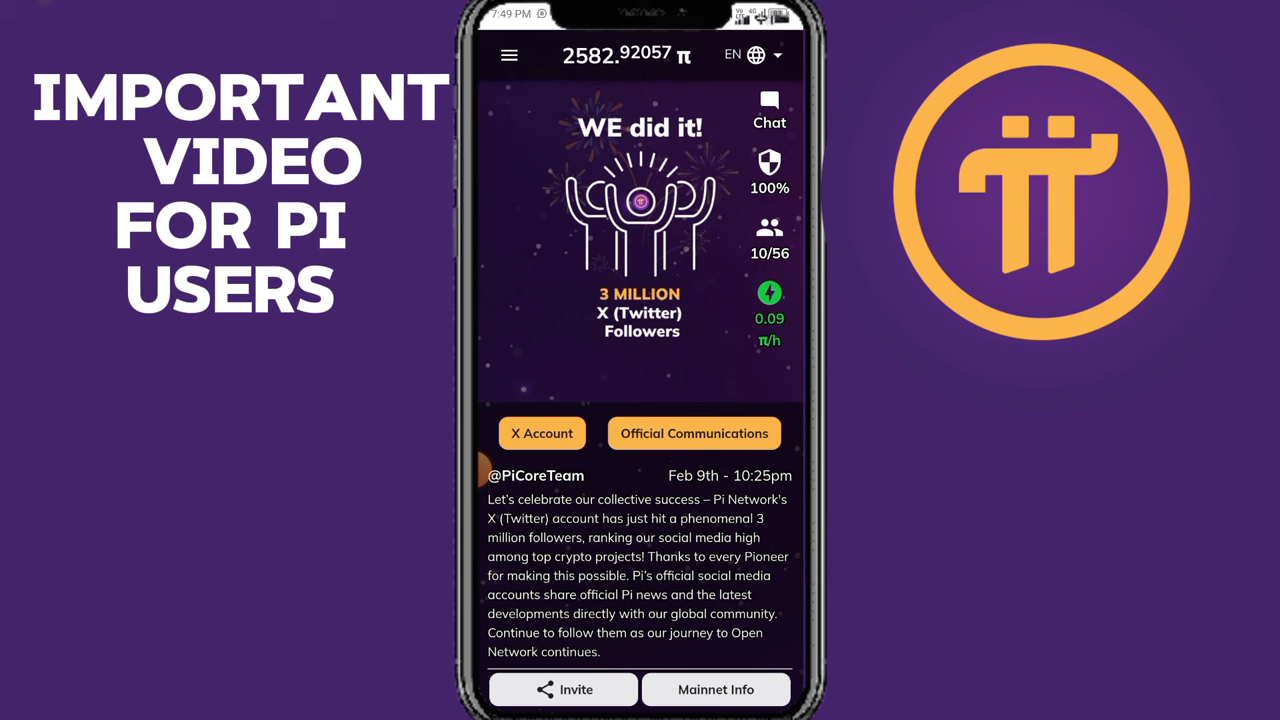 IMPORTANT
VIDEO
FOR PI
USERS
7:49 PM
Vo LTE 4G
2582.92057 π
EN
WE did it!
Chat
100%
10/56
0.09
π/h
3 MILLION
X (Twitter)
Followers
X Account
Official Communications
@PiCoreTeam Feb 9th - 10:25pm
Let's celebrate our collective success – Pi Network's
X (Twitter) account has just hit a phenomenal 3
million followers, ranking our social media high
among top crypto projects! Thanks to every Pioneer
for making this possible. Pi's official social media
accounts share official Pi news and the latest
developments directly with our global community.
Continue to follow them as our journey to Open
Network continues.
Invite
Mainnet Info